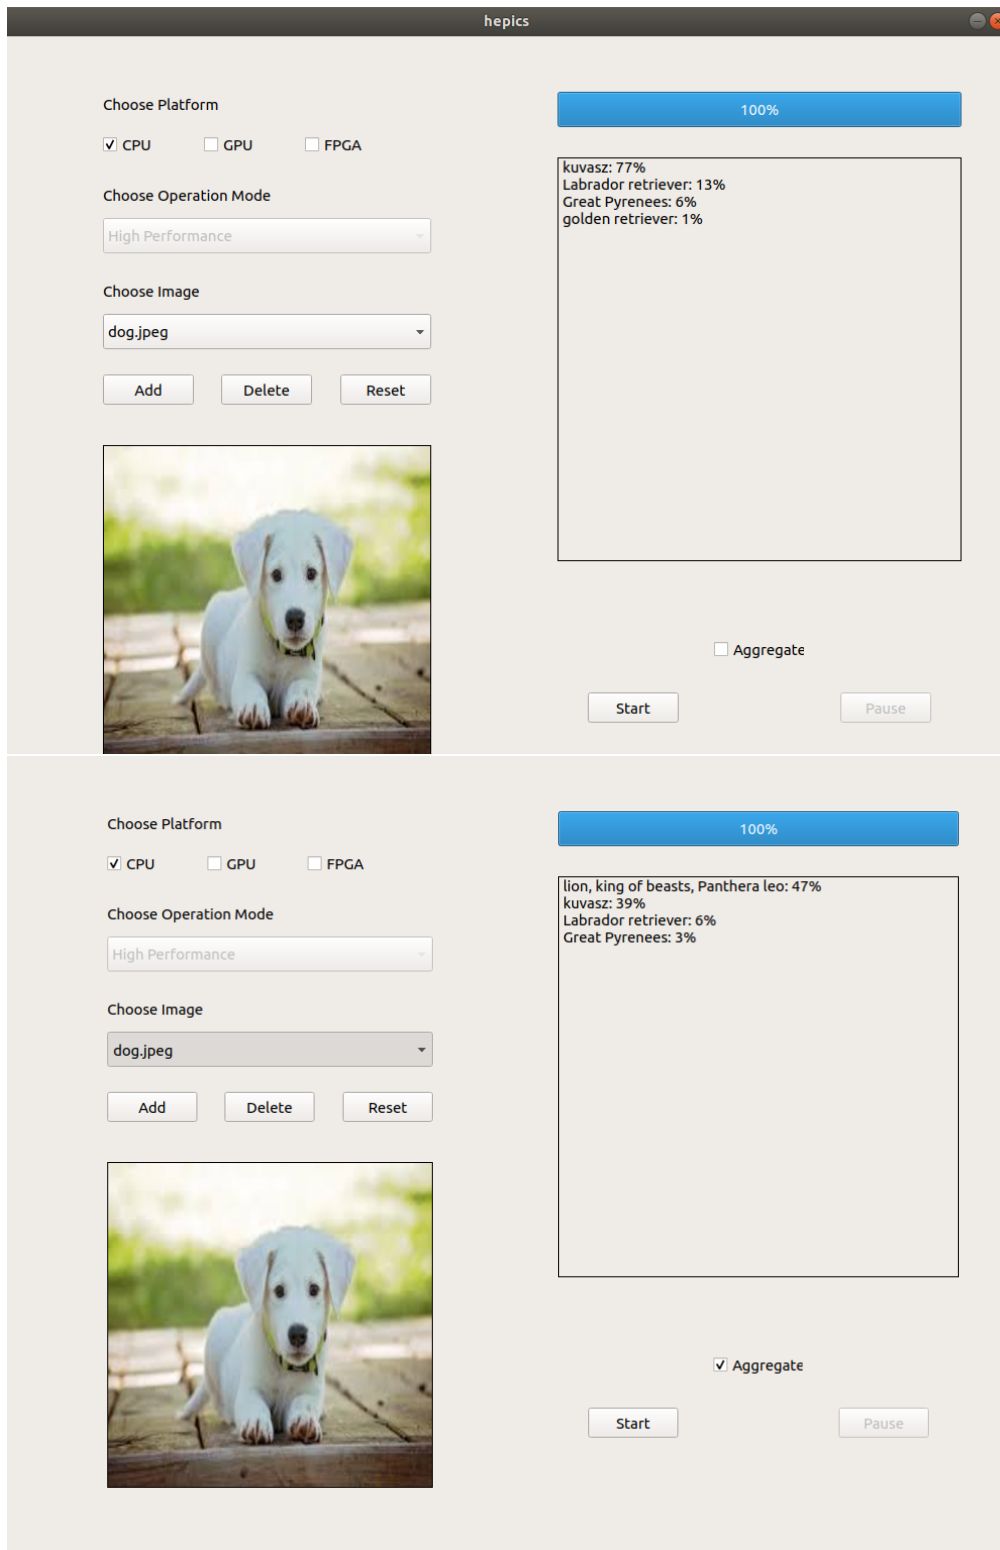 hepics
Choose Platform
CPU GPU FPGA
Choose Operation Mode
High Performance
Choose Image
dog.jpeg
Add Delete Reset
100%
kuvasz: 77%
Labrador retriever: 13%
Great Pyrenees: 6%
golden retriever: 1%
Aggregate
Start Pause
Choose Platform
CPU GPU FPGA
Choose Operation Mode
High Performance
Choose Image
dog.jpeg
Add Delete Reset
100%
lion, king of beasts, Panthera leo: 47%
kuvasz: 39%
Labrador retriever: 6%
Great Pyrenees: 3%
Aggregate
Start Pause